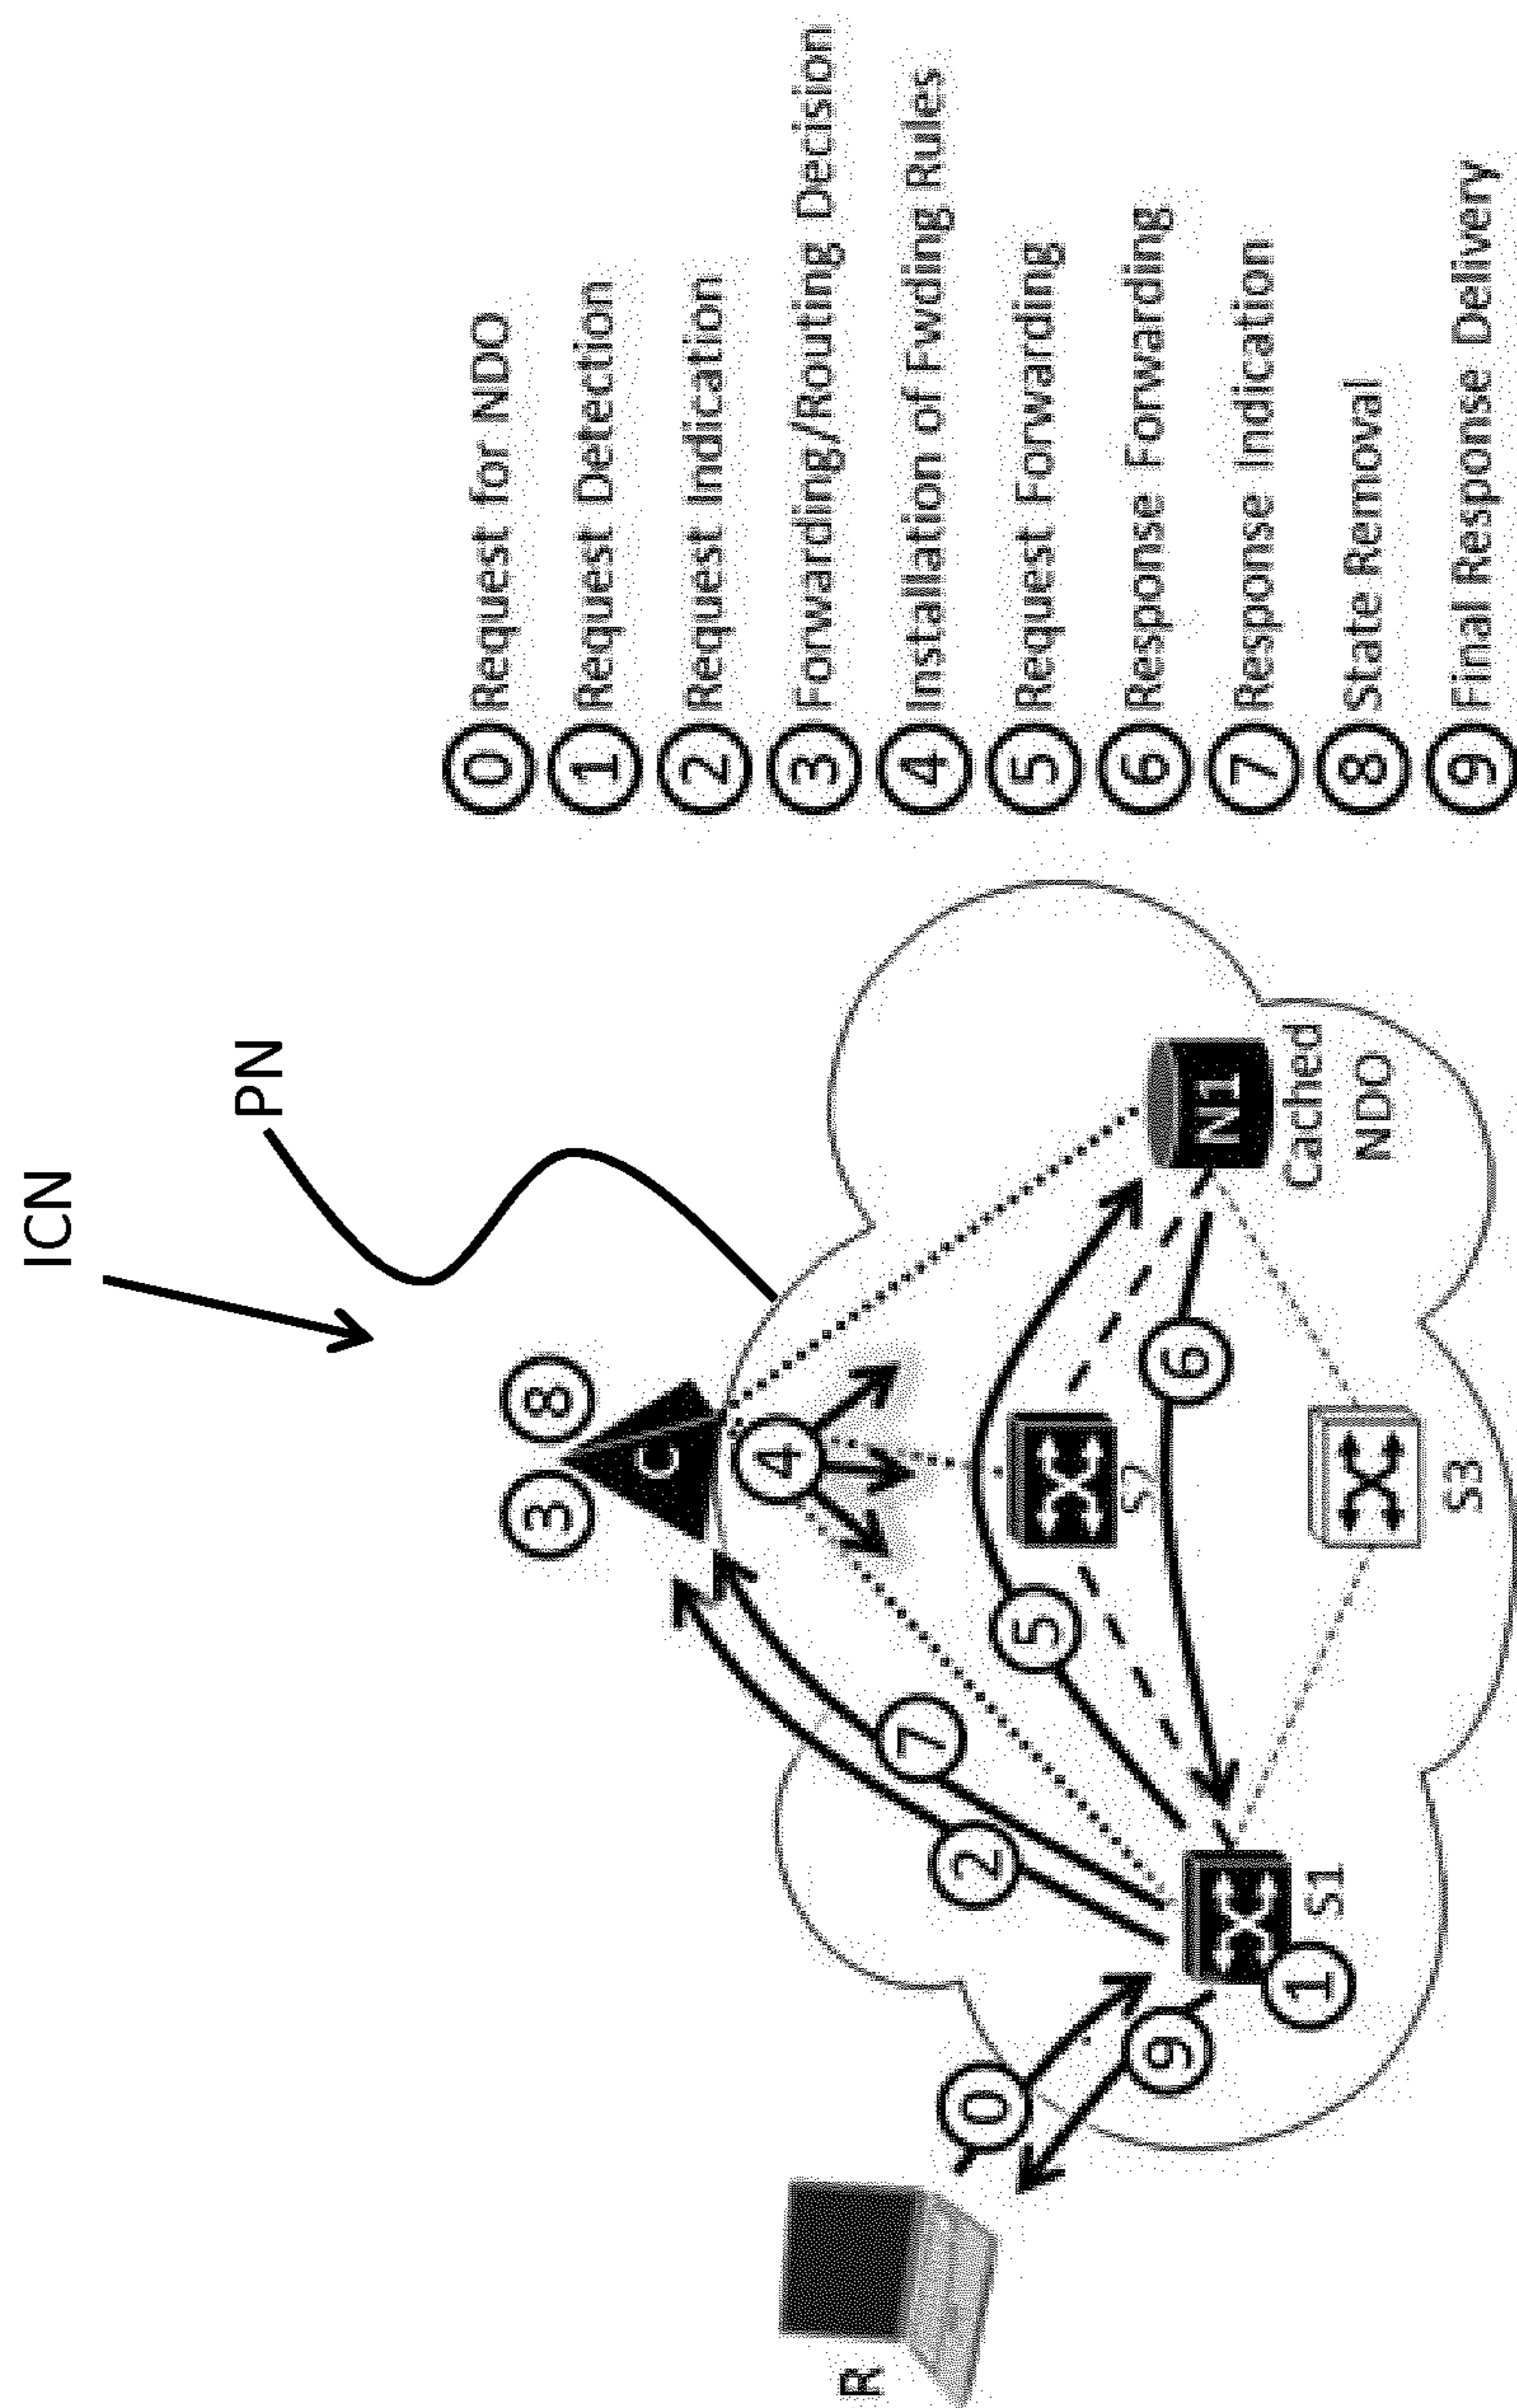 ICN
PN
3
8
C
4
2
7
5
6
0
9
1
R
S1
S2
S3
N1
Cached
NDO
0 Request for NDO
1 Request Detection
2 Request Indication
3 Forwarding/Routing Decision
4 Installation of Fwding Rules
5 Request Forwarding
6 Response Forwarding
7 Response Indication
8 State Removal
9 Final Response Delivery